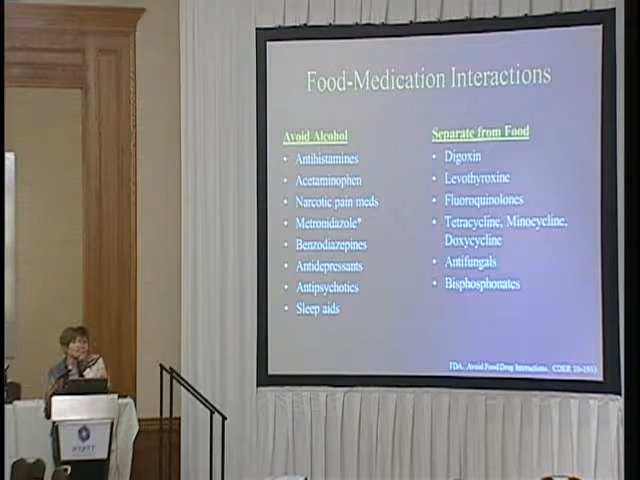 Food-Medication Interactions
Avoid Alcohol
• Antihistamines
• Acetaminophen
• Narcotic pain meds
• Metronidazole*
• Benzodiazepines
• Antidepressants
• Antipsychotics
• Sleep aids
Separate from Food
• Digoxin
• Levothyroxine
• Fluoroquinolones
• Tetracycline, Minocycline,
Doxycycline
• Antifungals
• Bisphosphonates
FDA. Avoid Food Drug Interactions. CDER 10-1933
HYATT